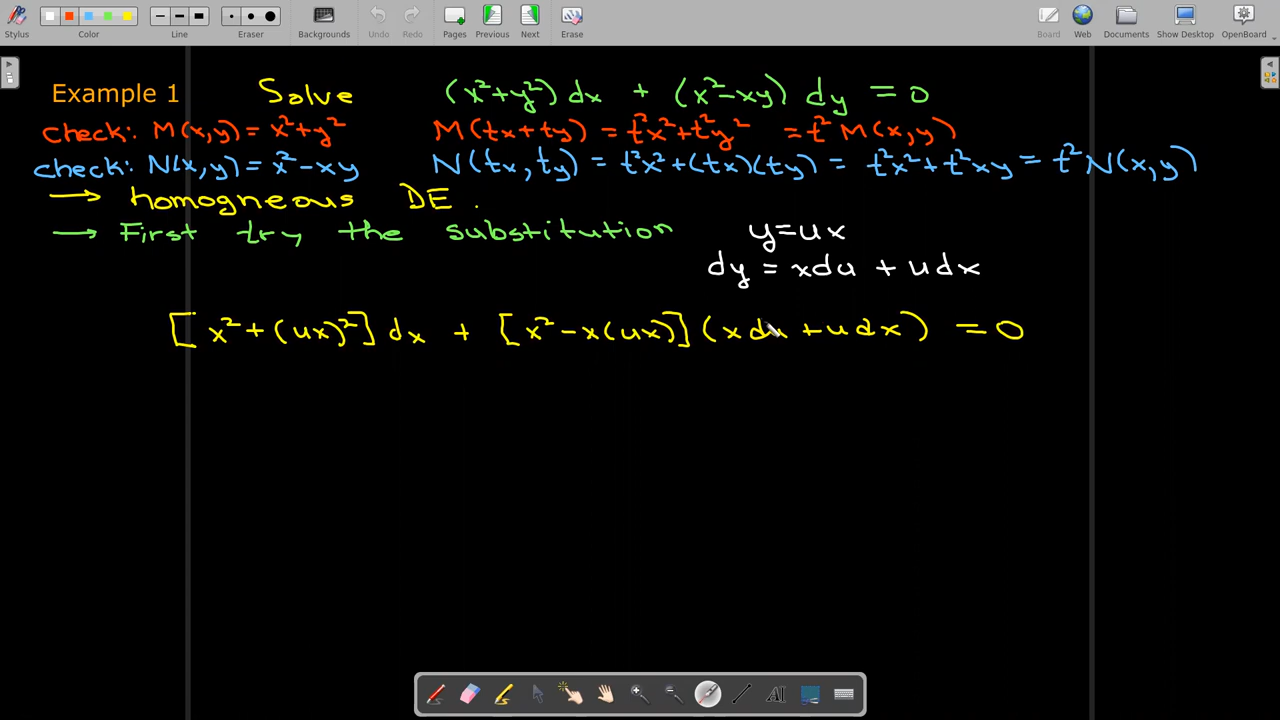 Stylus Color Line Eraser Backgrounds Undo Redo Pages Previous Next Erase Board Web Documents Show Desktop OpenBoard
Example 1 Solve (x²+y²) dx + (x²-xy) dy = 0
check: M(x,y) = x²+y² M(tx+ty) = t²x²+t²y² = t² M(x,y)
check: N(x,y) = x²-xy N(tx,ty) = t²x²+(tx)(ty) = t²x²+t²xy = t² N(x,y)
→ homogneous DE.
→ First try the substitution y=ux
dy = xdu + udx
[x²+(ux)²] dx + [x²-x(ux)] (xdu+udx) = 0
AI